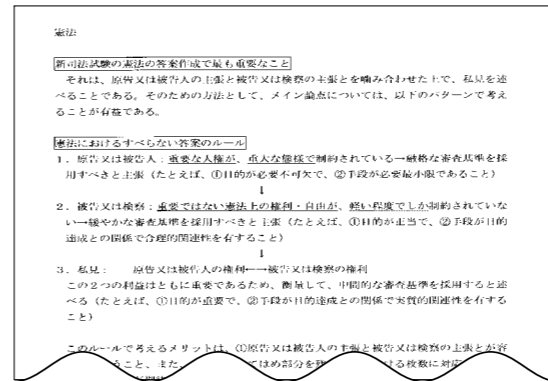 憲法
新司法試験の憲法の答案作成で最も重要なこと
それは、原告又は被告人の主張と被告又は検察の主張とを噛み合わせた上で、私見を述
べることである。そのための方法として、メイン論点については、以下のパターンで考え
ることが有益である。
憲法におけるすべらない答案のルール
1．原告又は被告人：重要な人権が、重大な態様で制約されている→厳格な審査基準を採
用すべきと主張（たとえば、①目的が必要不可欠で、②手段が必要最小限であること）
↓
2．被告又は検察：重要ではない憲法上の権利・自由が、軽い程度でしか制約されていな
い→緩やかな審査基準を採用すべきと主張（たとえば、①目的が正当で、②手段が目的
達成との関係で合理的関連性を有すること）
↓
3．私見：　原告又は被告人の権利←→被告又は検察の権利
この2つの利益はともに重要であるため、衡量して、中間的な審査基準を採用すると述
べる（たとえば、①目的が重要で、②手段が目的達成との関係で実質的関連性を有する
こと）
このルールで考えるメリットは、①原告又は被告人の主張と被告又は検察の主張とが容
うこと、また、 てはめ部分を ける枚数に対応